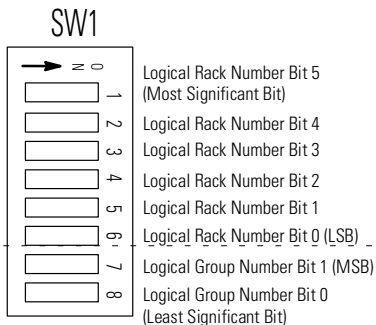 SW1
O N
1 Logical Rack Number Bit 5
(Most Significant Bit)
2 Logical Rack Number Bit 4
3 Logical Rack Number Bit 3
4 Logical Rack Number Bit 2
5 Logical Rack Number Bit 1
6 Logical Rack Number Bit 0 (LSB)
7 Logical Group Number Bit 1 (MSB)
8 Logical Group Number Bit 0
(Least Significant Bit)